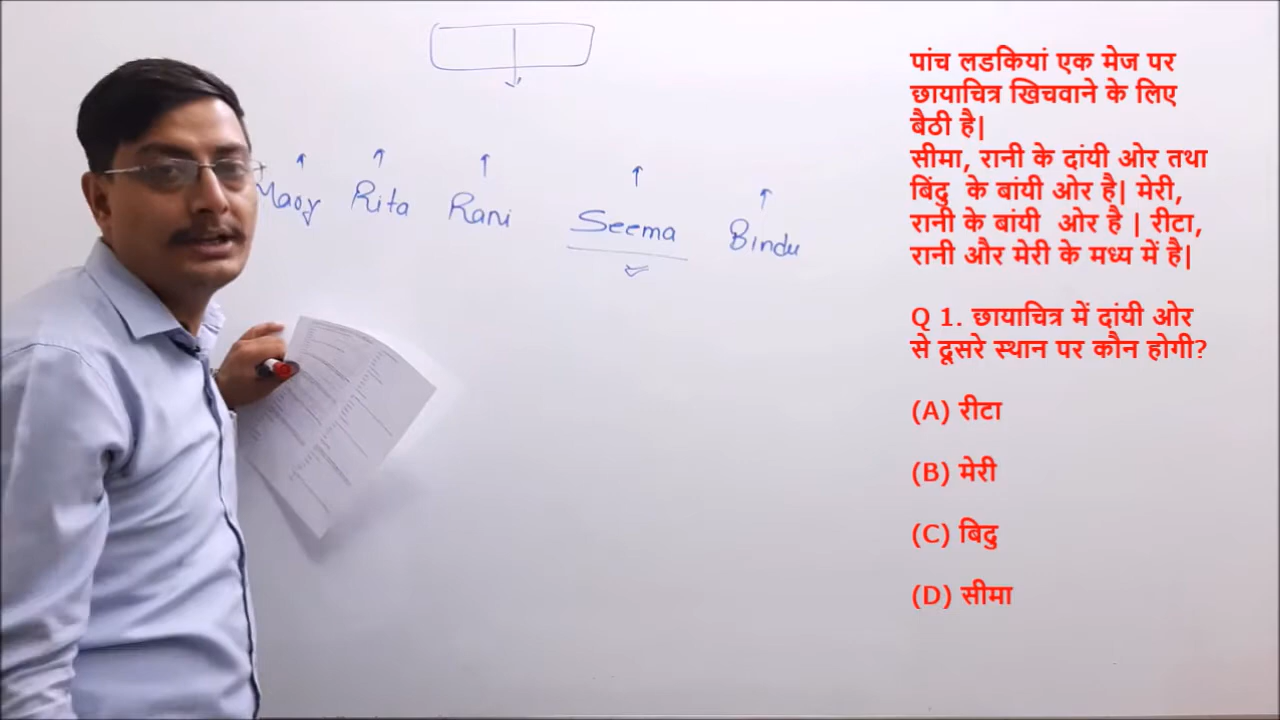 Mary Rita Rani Seema Bindu
पांच लडकियां एक मेज पर
छायाचित्र खिचवाने के लिए
बैठी है|
सीमा, रानी के दांयी ओर तथा
बिंदु के बांयी ओर है| मेरी,
रानी के बांयी ओर है | रीटा,
रानी और मेरी के मध्य में है|
Q 1. छायाचित्र में दांयी ओर
से दूसरे स्थान पर कौन होगी?
(A) रीटा
(B) मेरी
(C) बिदु
(D) सीमा